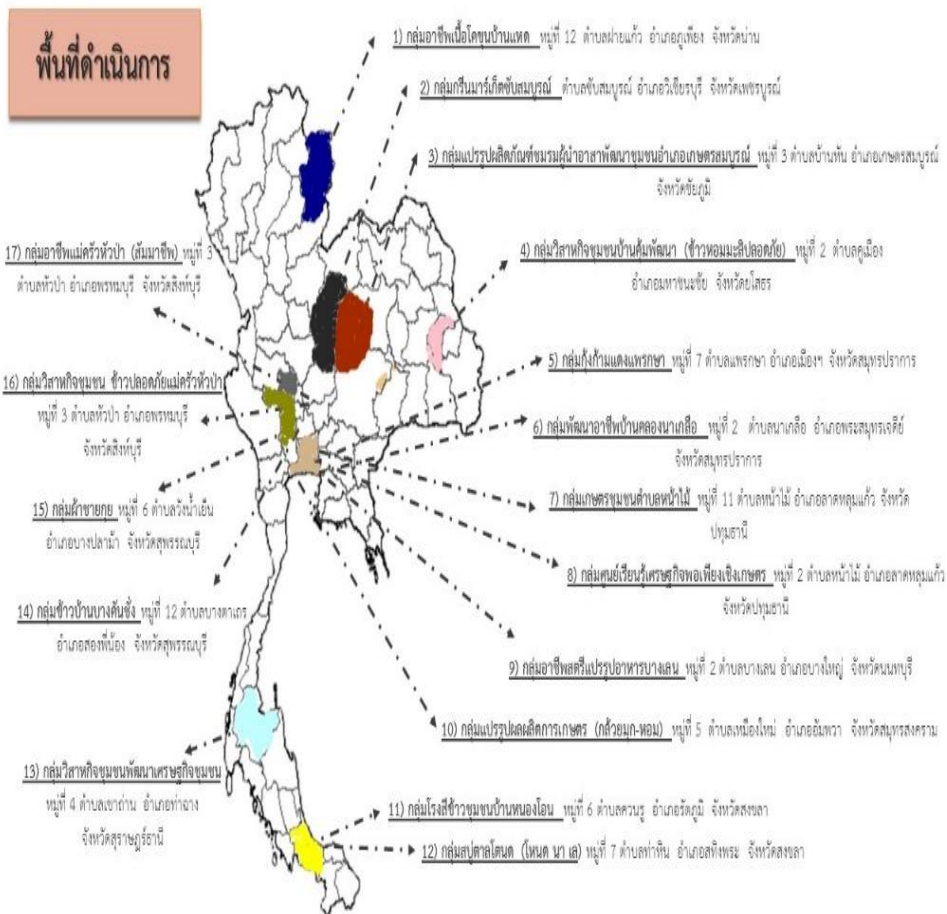 พื้นที่ดำเนินการ
1) กลุ่มอาชีพเนื้อโคขุนบ้านแหด หมู่ที่ 12 ตำบลฝายแก้ว อำเภอภูเพียง จังหวัดน่าน
2) กลุ่มกรีนมาร์เก็ตซับสมบูรณ์ ตำบลซับสมบูรณ์ อำเภอวิเชียรบุรี จังหวัดเพชรบูรณ์
3) กลุ่มแปรรูปผลิตภัณฑ์ชมรมผู้นำอาสาพัฒนาชุมชนอำเภอเกษตรสมบูรณ์ หมู่ที่ 3 ตำบลบ้านหัน อำเภอเกษตรสมบูรณ์
จังหวัดชัยภูมิ
4) กลุ่มวิสาหกิจชุมชนบ้านคุ้มพัฒนา (ข้าวหอมมะลิปลอดภัย) หมู่ที่ 2 ตำบลคูเมือง
อำเภอมหาชนะชัย จังหวัดยโสธร
5) กลุ่มกุ้งก้ามแดงแพรกษา หมู่ที่ 7 ตำบลแพรกษา อำเภอเมืองฯ จังหวัดสมุทรปราการ
6) กลุ่มพัฒนาอาชีพบ้านคลองนาเกลือ หมู่ที่ 2 ตำบลนาเกลือ อำเภอพระสมุทรเจดีย์
จังหวัดสมุทรปราการ
7) กลุ่มเกษตรชุมชนตำบลหน้าไม้ หมู่ที่ 11 ตำบลหน้าไม้ อำเภอลาดหลุมแก้ว จังหวัด
ปทุมธานี
8) กลุ่มศูนย์เรียนรู้เศรษฐกิจพอเพียงเชิงเกษตร หมู่ที่ 2 ตำบลหน้าไม้ อำเภอลาดหลุมแก้ว
จังหวัดปทุมธานี
9) กลุ่มอาชีพสตรีแปรรูปอาหารบางเลน หมู่ที่ 2 ตำบลบางเลน อำเภอบางใหญ่ จังหวัดนนทบุรี
10) กลุ่มแปรรูปผลผลิตการเกษตร (กล้วยมุก-หอม) หมู่ที่ 5 ตำบลเหมืองใหม่ อำเภออัมพวา จังหวัดสมุทรสงคราม
11) กลุ่มโรงสีข้าวชุมชนบ้านหนองโอน หมู่ที่ 6 ตำบลควนรู อำเภอรัตภูมิ จังหวัดสงขลา
12) กลุ่มสบู่ตาลโตนด (โหนด นา เล) หมู่ที่ 7 ตำบลท่าหิน อำเภอสทิงพระ จังหวัดสงขลา
13) กลุ่มวิสาหกิจชุมชนพัฒนาเศรษฐกิจชุมชน
หมู่ที่ 4 ตำบลเขาถ่าน อำเภอท่าฉาง
จังหวัดสุราษฎร์ธานี
14) กลุ่มข้าวบ้านบางคันชั่ง หมู่ที่ 12 ตำบลบางตาเถร
อำเภอสองพี่น้อง จังหวัดสุพรรณบุรี
15) กลุ่มผ้าชายกุย หมู่ที่ 6 ตำบลวังน้ำเย็น
อำเภอบางปลาม้า จังหวัดสุพรรณบุรี
16) กลุ่มวิสาหกิจชุมชน ข้าวปลอดภัยแม่ครัวหัวป่า
หมู่ที่ 3 ตำบลหัวป่า อำเภอพรหมบุรี
จังหวัดสิงห์บุรี
17) กลุ่มอาชีพแม่ครัวหัวป่า (สัมมาชีพ) หมู่ที่ 3
ตำบลหัวป่า อำเภอพรหมบุรี จังหวัดสิงห์บุรี